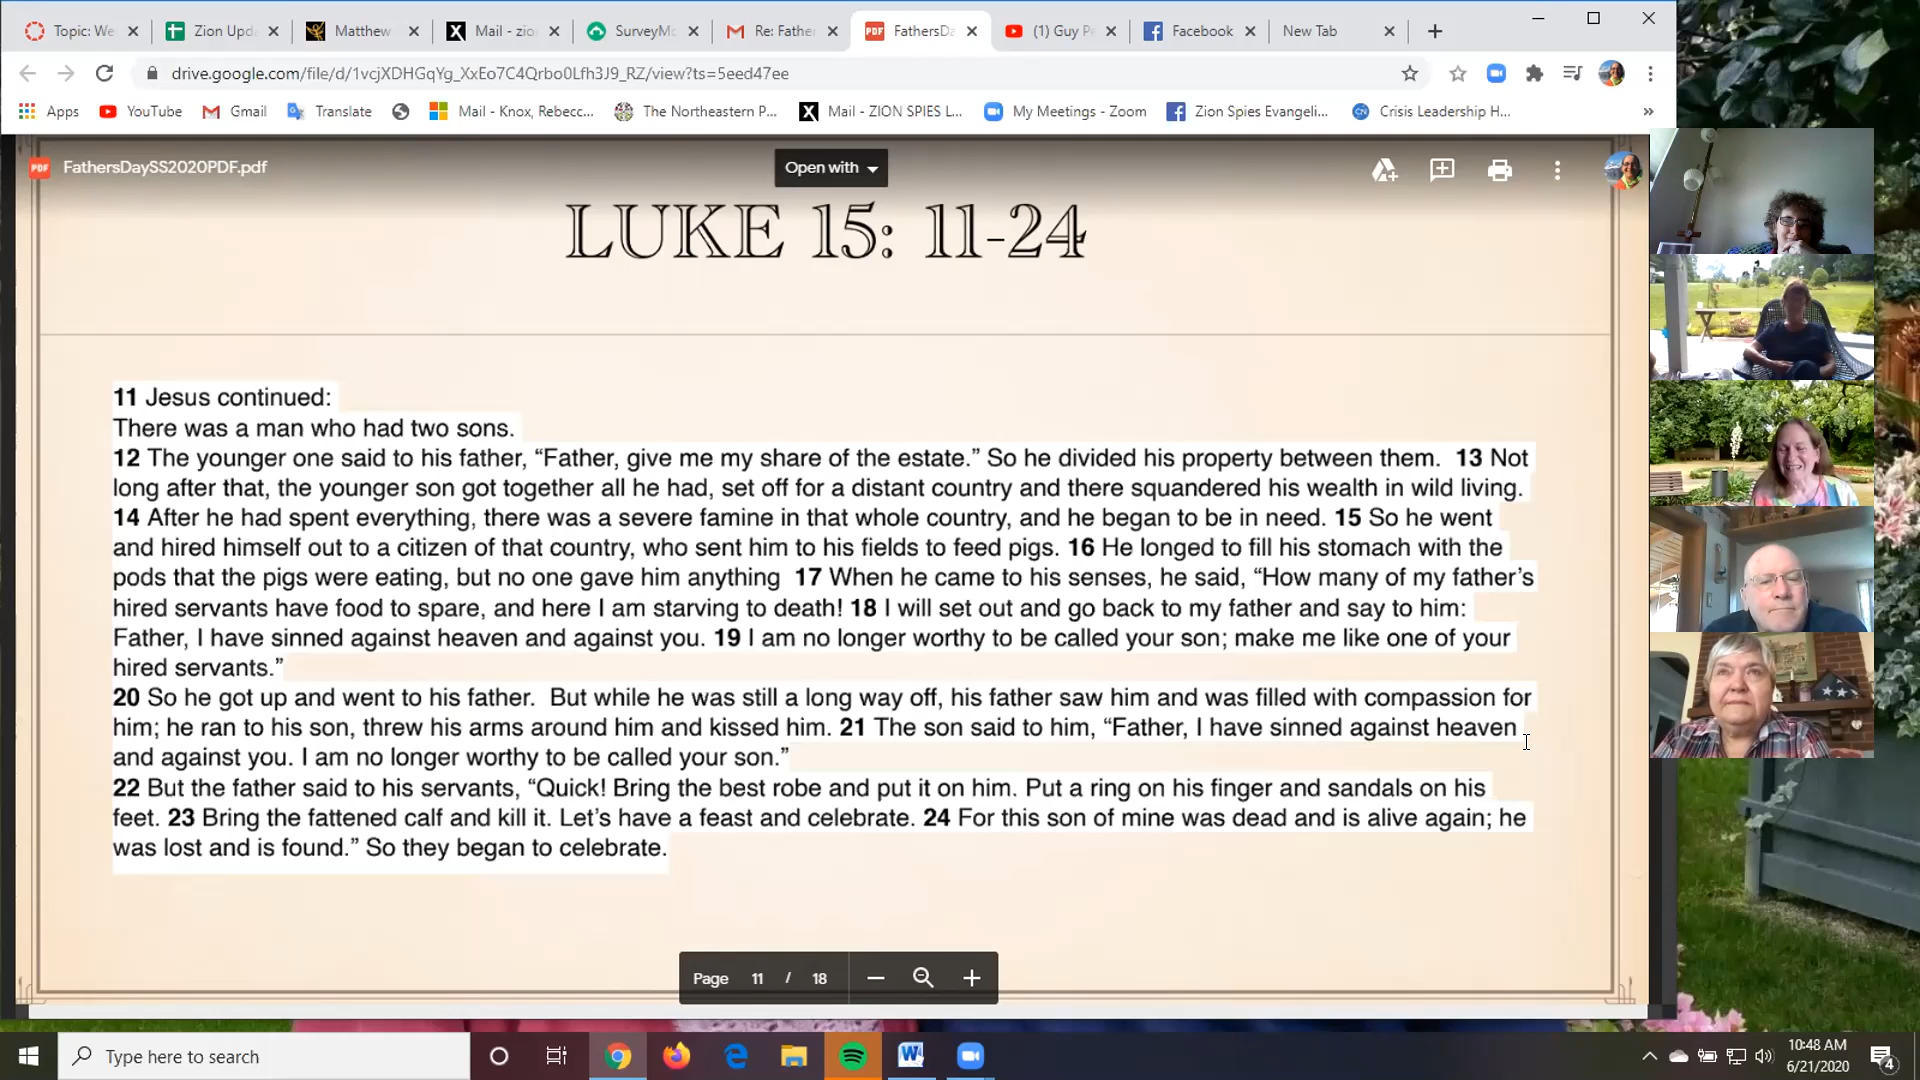 Topic: We
Zion Upda
Matthew
Mail - zio
SurveyMo
Re: Father
FathersDa
(1) Guy Pe
Facebook
New Tab
drive.google.com/file/d/1vcjXDHGqYg_XxEo7C4Qrbo0Lfh3J9_RZ/view?ts=5eed47ee
Apps YouTube Gmail Translate Mail - Knox, Rebecc... The Northeastern P... Mail - ZION SPIES L... My Meetings - Zoom Zion Spies Evangeli... Crisis Leadership H... »
PDF FathersDaySS2020PDF.pdf
Open with
LUKE 15: 11-24
11 Jesus continued:
There was a man who had two sons.
12 The younger one said to his father, “Father, give me my share of the estate.” So he divided his property between them. 13 Not
long after that, the younger son got together all he had, set off for a distant country and there squandered his wealth in wild living.
14 After he had spent everything, there was a severe famine in that whole country, and he began to be in need. 15 So he went
and hired himself out to a citizen of that country, who sent him to his fields to feed pigs. 16 He longed to fill his stomach with the
pods that the pigs were eating, but no one gave him anything 17 When he came to his senses, he said, “How many of my father’s
hired servants have food to spare, and here I am starving to death! 18 I will set out and go back to my father and say to him:
Father, I have sinned against heaven and against you. 19 I am no longer worthy to be called your son; make me like one of your
hired servants.”
20 So he got up and went to his father. But while he was still a long way off, his father saw him and was filled with compassion for
him; he ran to his son, threw his arms around him and kissed him. 21 The son said to him, “Father, I have sinned against heaven
and against you. I am no longer worthy to be called your son.”
22 But the father said to his servants, “Quick! Bring the best robe and put it on him. Put a ring on his finger and sandals on his
feet. 23 Bring the fattened calf and kill it. Let’s have a feast and celebrate. 24 For this son of mine was dead and is alive again; he
was lost and is found.” So they began to celebrate.
Page 11 / 18
Type here to search
10:48 AM
6/21/2020
4